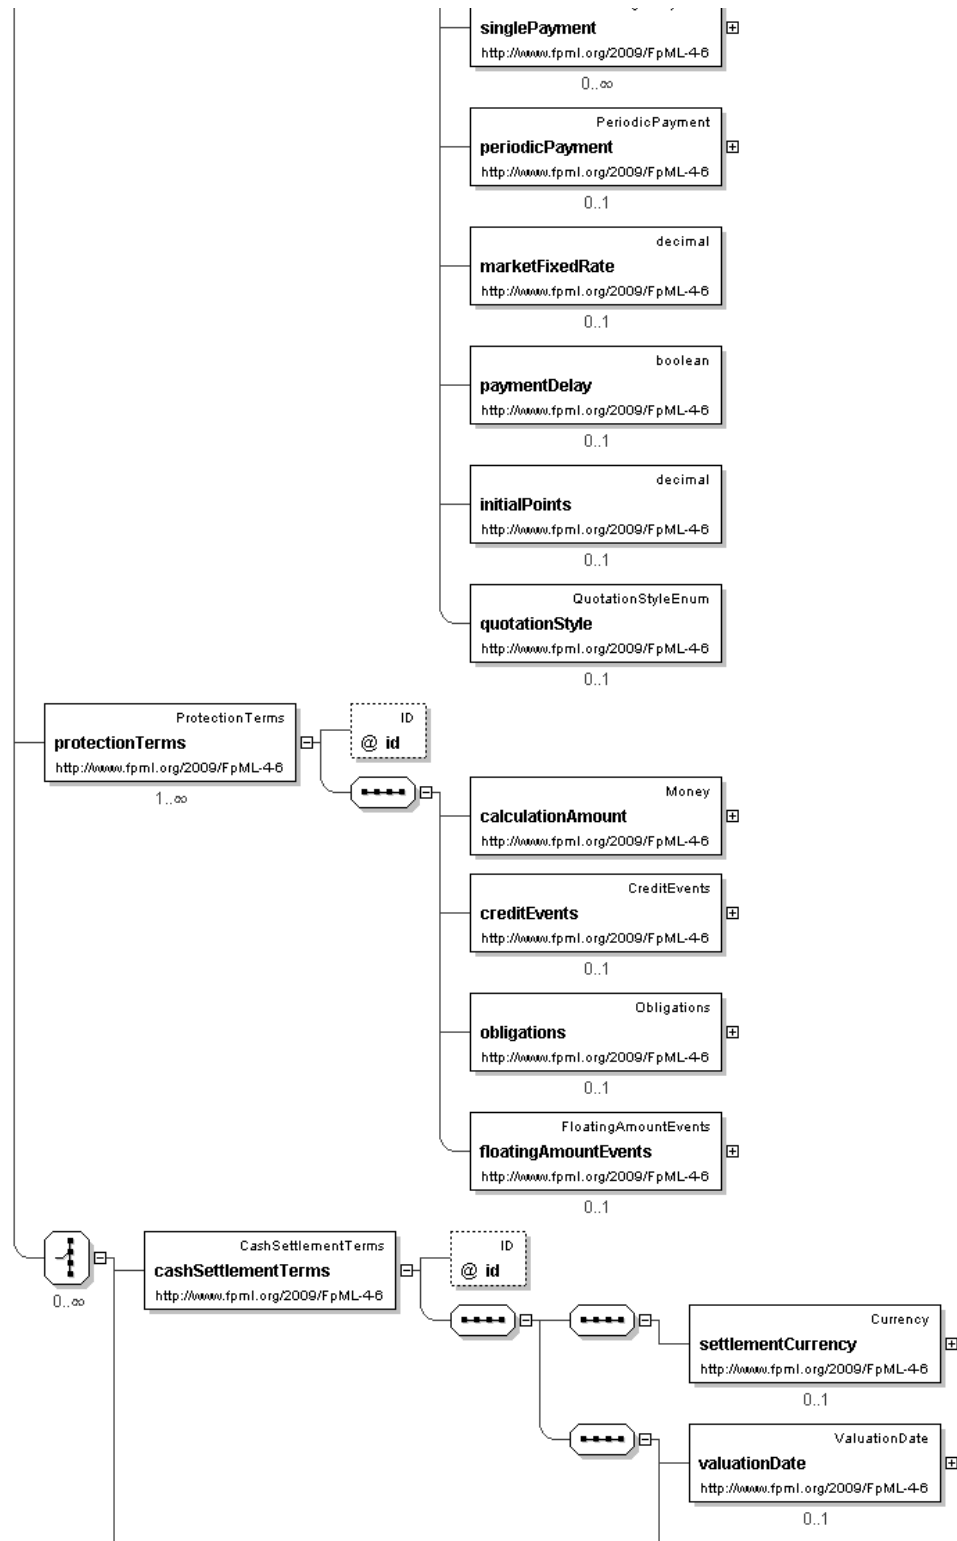 singlePayment
http://www.fpml.org/2009/FpML-4-6
0..∞
PeriodicPayment
periodicPayment
http://www.fpml.org/2009/FpML-4-6
0..1
decimal
marketFixedRate
http://www.fpml.org/2009/FpML-4-6
0..1
boolean
paymentDelay
http://www.fpml.org/2009/FpML-4-6
0..1
decimal
initialPoints
http://www.fpml.org/2009/FpML-4-6
0..1
QuotationStyleEnum
quotationStyle
http://www.fpml.org/2009/FpML-4-6
0..1
ProtectionTerms
protectionTerms
http://www.fpml.org/2009/FpML-4-6
1..∞
ID
@ id
Money
calculationAmount
http://www.fpml.org/2009/FpML-4-6
CreditEvents
creditEvents
http://www.fpml.org/2009/FpML-4-6
0..1
Obligations
obligations
http://www.fpml.org/2009/FpML-4-6
0..1
FloatingAmountEvents
floatingAmountEvents
http://www.fpml.org/2009/FpML-4-6
0..1
0..∞
CashSettlementTerms
cashSettlementTerms
http://www.fpml.org/2009/FpML-4-6
ID
@ id
Currency
settlementCurrency
http://www.fpml.org/2009/FpML-4-6
0..1
ValuationDate
valuationDate
http://www.fpml.org/2009/FpML-4-6
0..1